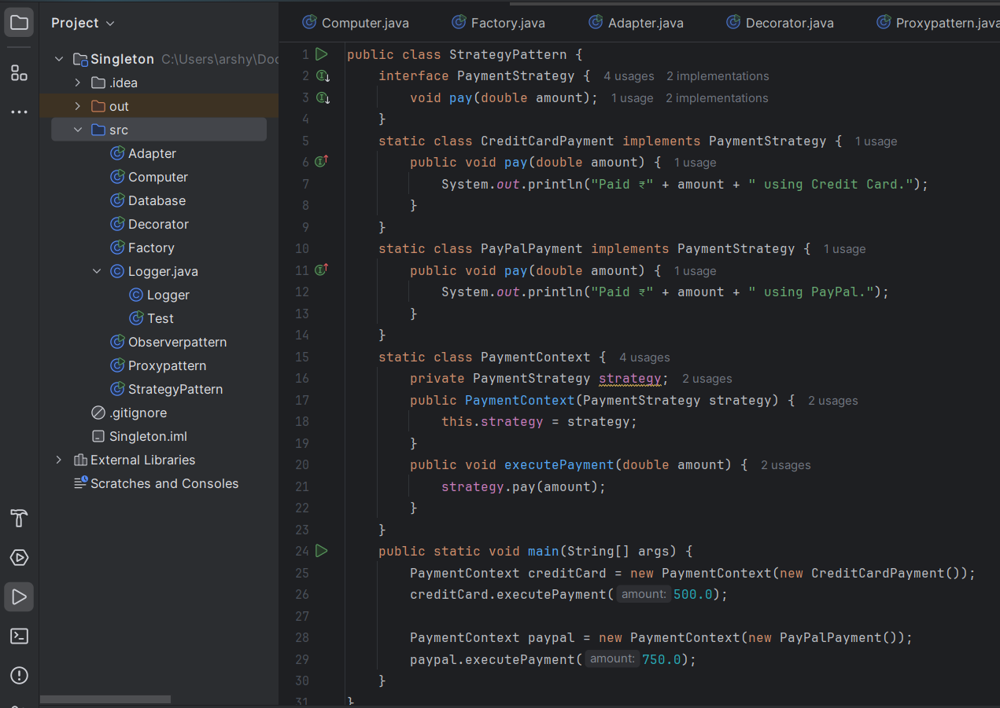 Project
Computer.java Factory.java Adapter.java Decorator.java Proxypattern.java
Singleton C:\Users\arshy\Doc
.idea
out
src
Adapter
Computer
Database
Decorator
Factory
Logger.java
Logger
Test
Observerpattern
Proxypattern
StrategyPattern
.gitignore
Singleton.iml
External Libraries
Scratches and Consoles
1 public class StrategyPattern {
2 interface PaymentStrategy { 4 usages 2 implementations
3 void pay(double amount); 1 usage 2 implementations
4 }
5 static class CreditCardPayment implements PaymentStrategy { 1 usage
6 public void pay(double amount) { 1 usage
7 System.out.println("Paid ₹" + amount + " using Credit Card.");
8 }
9 }
10 static class PayPalPayment implements PaymentStrategy { 1 usage
11 public void pay(double amount) { 1 usage
12 System.out.println("Paid ₹" + amount + " using PayPal.");
13 }
14 }
15 static class PaymentContext { 4 usages
16 private PaymentStrategy strategy; 2 usages
17 public PaymentContext(PaymentStrategy strategy) { 2 usages
18 this.strategy = strategy;
19 }
20 public void executePayment(double amount) { 2 usages
21 strategy.pay(amount);
22 }
23 }
24 public static void main(String[] args) {
25 PaymentContext creditCard = new PaymentContext(new CreditCardPayment());
26 creditCard.executePayment( amount: 500.0);
27
28 PaymentContext paypal = new PaymentContext(new PayPalPayment());
29 paypal.executePayment( amount: 750.0);
30 }
31 }